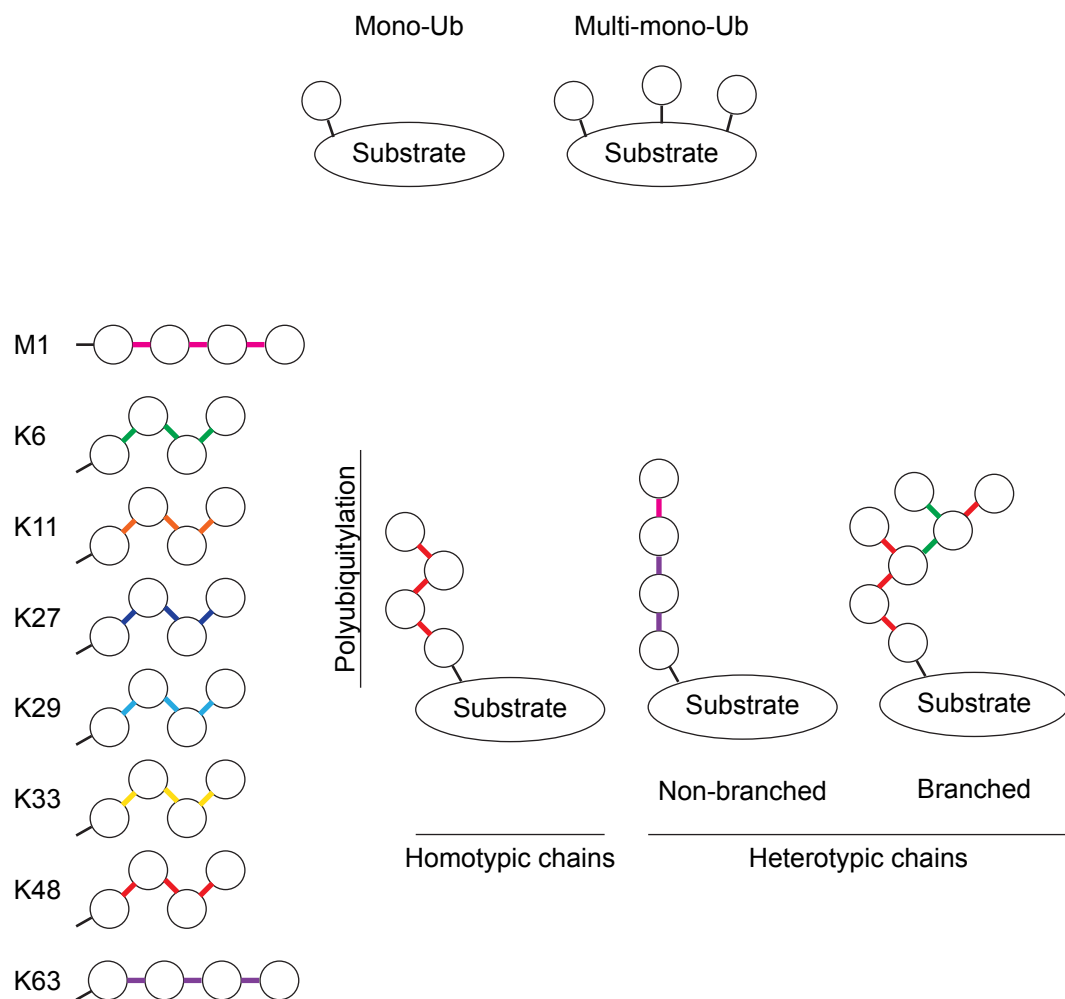 Mono-Ub
Multi-mono-Ub
Substrate
Substrate
M1
K6
K11
K27
K29
K33
K48
K63
Polyubiquitylation
Substrate
Substrate
Substrate
Non-branched
Branched
Homotypic chains
Heterotypic chains